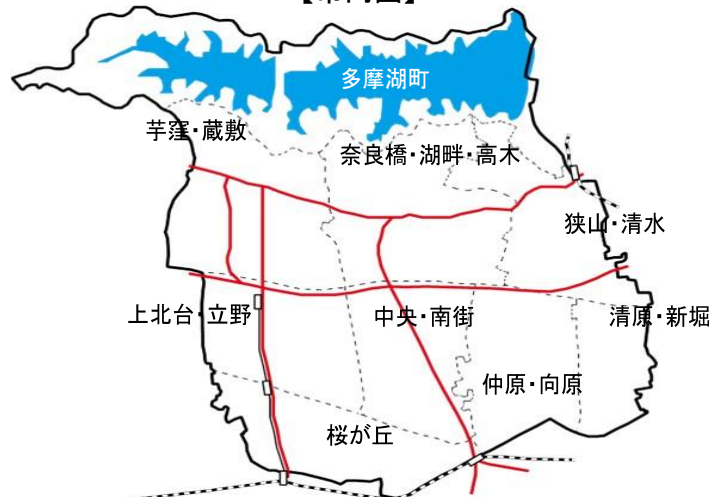 多摩湖町
芋窪・蔵敷
奈良橋・湖畔・高木
狭山・清水
上北台・立野
中央・南街
清原・新堀
仲原・向原
桜が丘